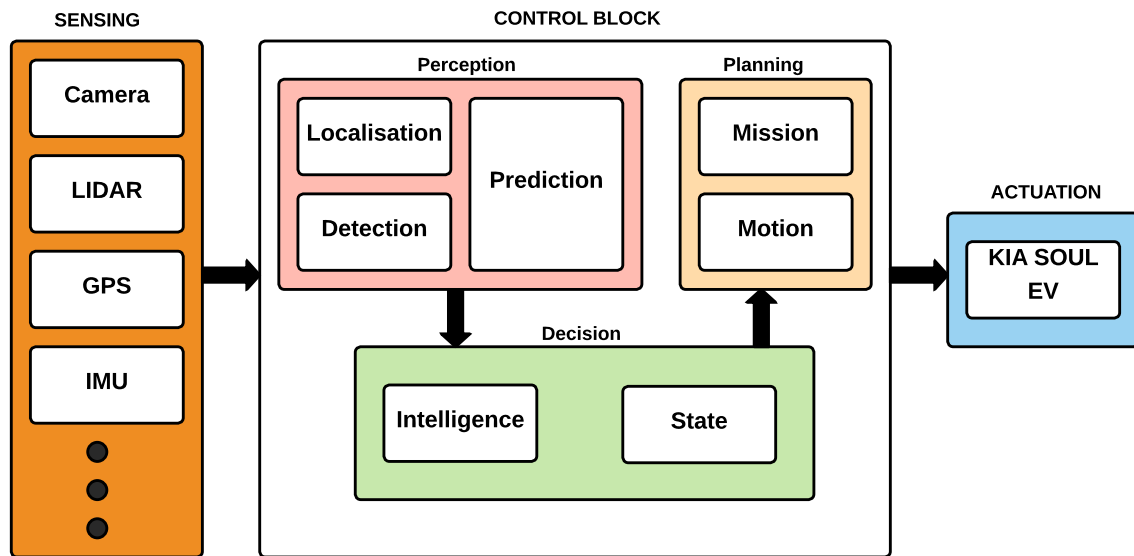 SENSING
Camera
LIDAR
GPS
IMU
CONTROL BLOCK
Perception
Localisation
Detection
Prediction
Planning
Mission
Motion
Decision
Intelligence
State
ACTUATION
KIA SOUL
EV